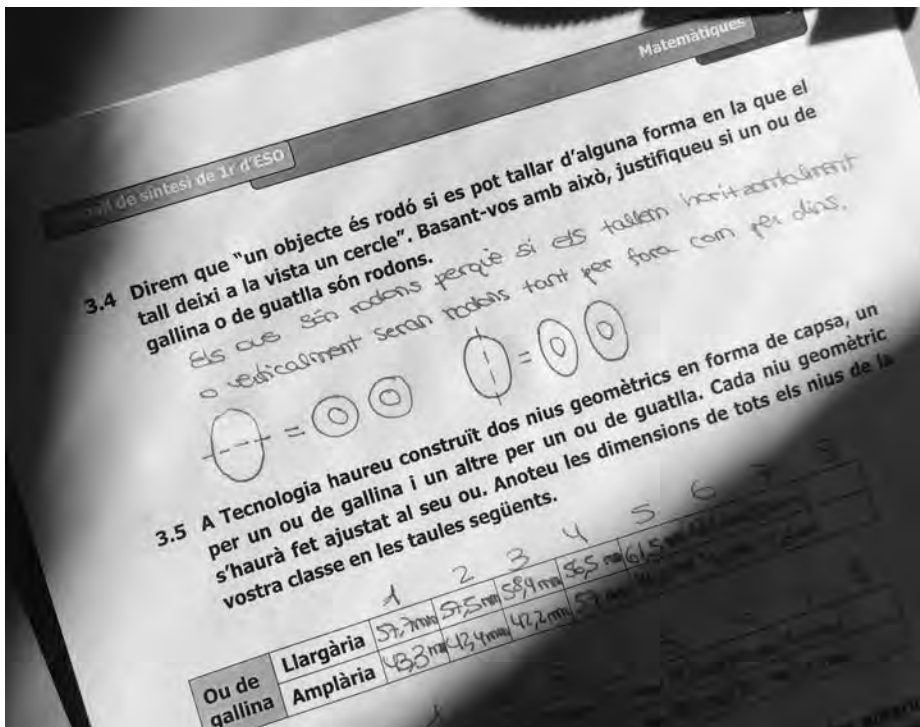 Matemàtiques
de síntesi de 1r d'ESO
3.4 Direm que "un objecte és rodó si es pot tallar d'alguna forma en la que el
tall deixi a la vista un cercle". Basant-vos amb això, justifiqueu si un ou de
gallina o de guatlla són rodons.
Els ous són rodons perquè si els tallem horitzontalment
o verticalment seran rodons tant per fora com per dins.
= =
3.5 A Tecnologia haureu construït dos nius geomètrics en forma de capsa, un
per un ou de gallina i un altre per un ou de guatlla. Cada niu geomètric
s'haurà fet ajustat al seu ou. Anoteu les dimensions de tots els nius de la
vostra classe en les taules següents.
1 2 3 4 5 6 7 8
Ou de gallina
Llargària 57,7mm 57,5mm 58,4mm 56,5 mm 61,5
Amplària 43,3 mm 43,4mm 42,2mm 57
1